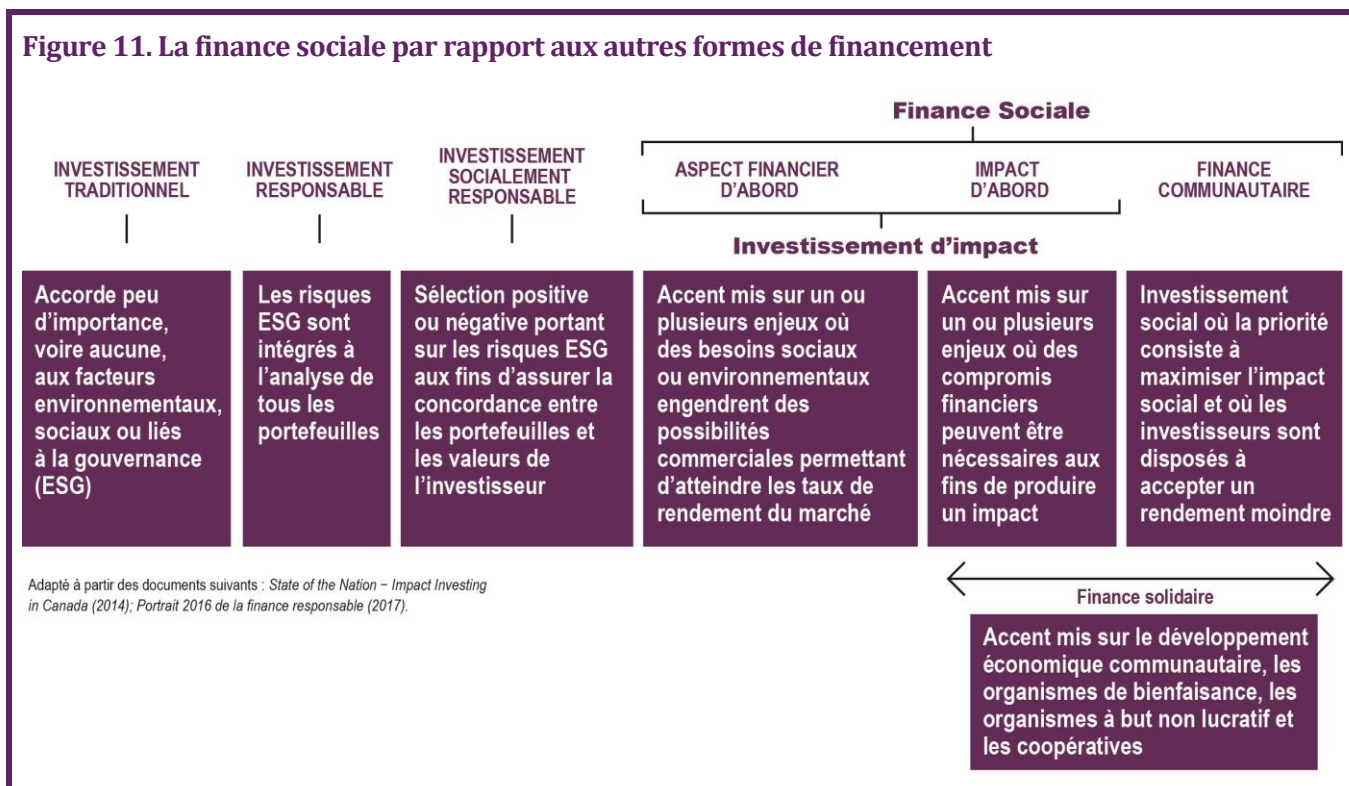 Figure 11. La finance sociale par rapport aux autres formes de financement
Finance Sociale
INVESTISSEMENT
TRADITIONNEL
INVESTISSEMENT
RESPONSABLE
INVESTISSEMENT
SOCIALEMENT
RESPONSABLE
ASPECT FINANCIER
D'ABORD
IMPACT
D'ABORD
FINANCE
COMMUNAUTAIRE
Investissement d'impact
Accorde peu
d'importance,
voire aucune,
aux facteurs
environnementaux,
sociaux ou liés
à la gouvernance
(ESG)
Les risques
ESG sont
intégrés à
l'analyse de
tous les
portefeuilles
Sélection positive
ou négative portant
sur les risques ESG
aux fins d'assurer la
concordance entre
les portefeuilles et
les valeurs de
l'investisseur
Accent mis sur un ou
plusieurs enjeux où
des besoins sociaux
ou environnementaux
engendrent des
possibilités
commerciales permettant
d'atteindre les taux de
rendement du marché
Accent mis sur
un ou plusieurs
enjeux où des
compromis
financiers
peuvent être
nécessaires aux
fins de produire
un impact
Investissement
social où la priorité
consiste à
maximiser l'impact
social et où les
investisseurs sont
disposés à
accepter un
rendement moindre
Adapté à partir des documents suivants : State of the Nation – Impact Investing
in Canada (2014); Portrait 2016 de la finance responsable (2017).
Finance solidaire
Accent mis sur le développement
économique communautaire, les
organismes de bienfaisance, les
organismes à but non lucratif et
les coopératives